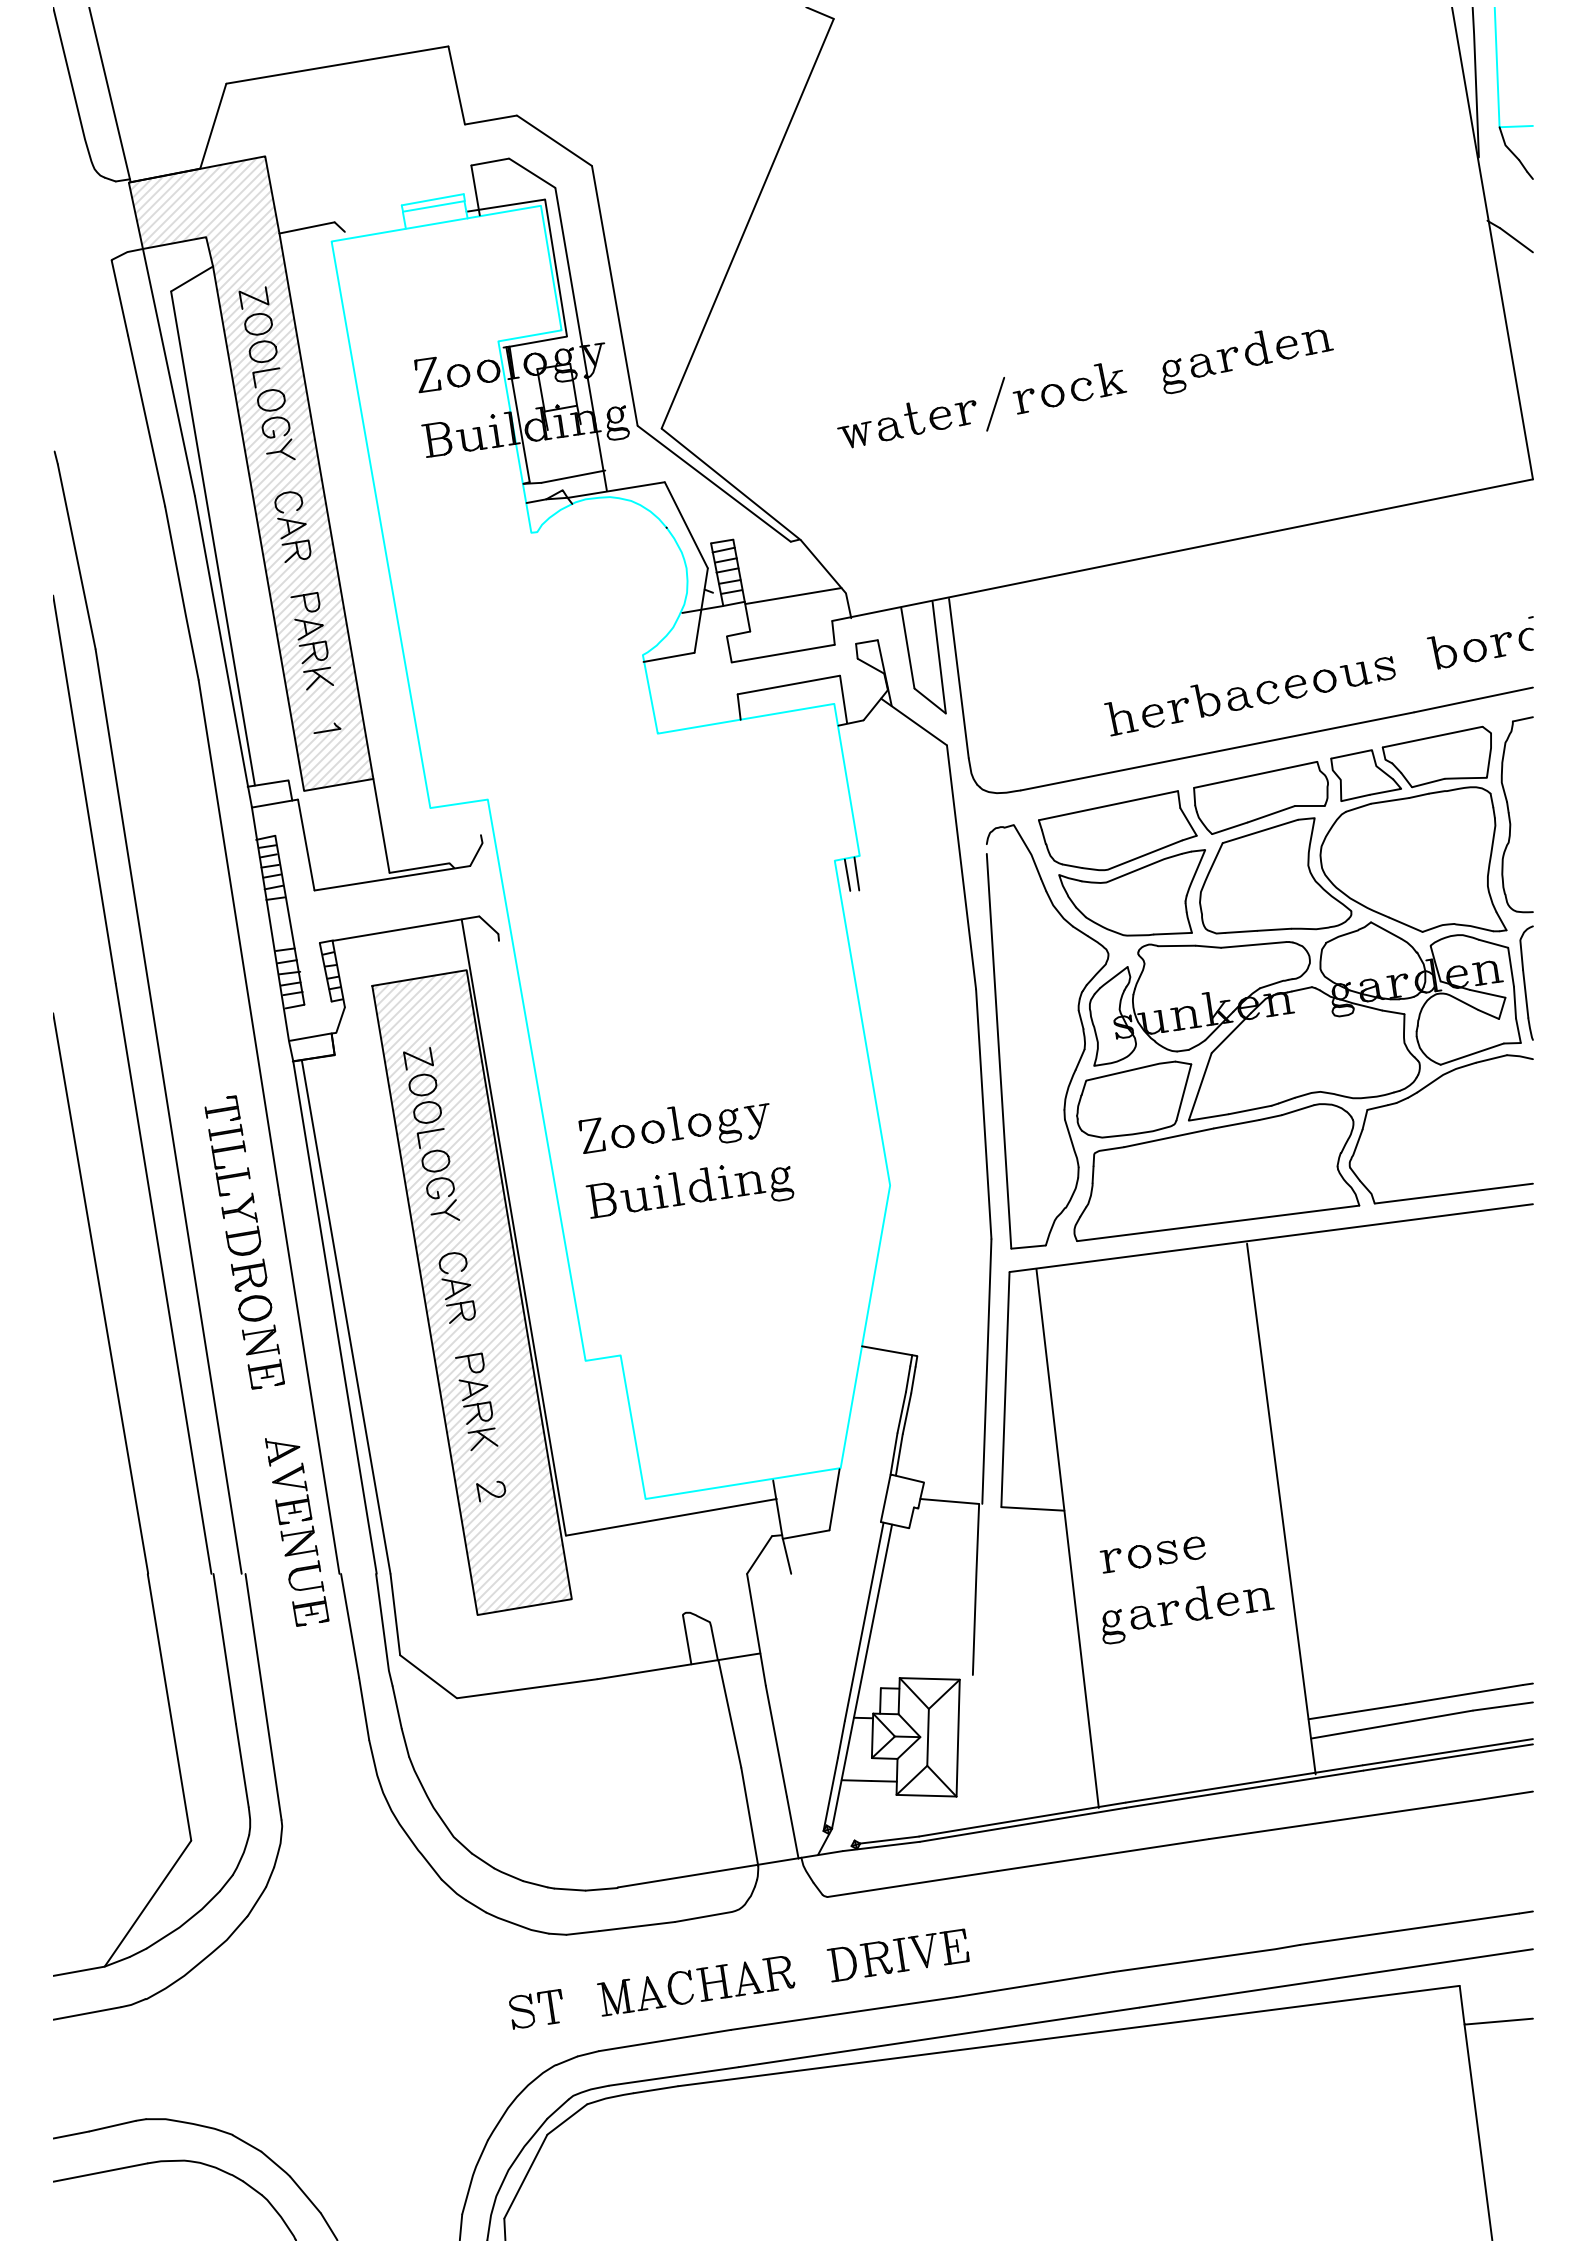 Zoology
Building
water/rock garden
ZOOLOGY CAR PARK 1
herbaceous
sunken garden
Zoology
Building
ZOOLOGY CAR PARK 2
TILLYDRONE AVENUE
rose
garden
ST MACHAR DRIVE